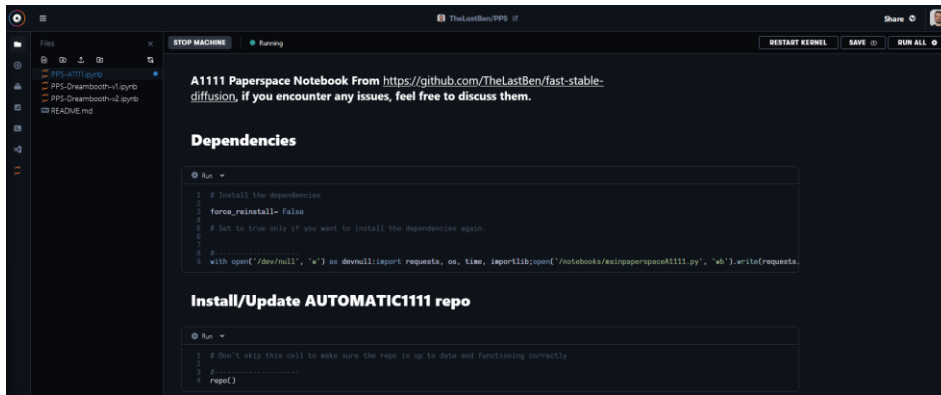 TheLastBen/PPS
Share
Files
STOP MACHINE
Running
RESTART KERNEL
SAVE
RUN ALL
PPS-A1111.ipynb
PPS-Dreambooth-v1.ipynb
PPS-Dreambooth-v2.ipynb
README.md
A1111 Paperspace Notebook From https://github.com/TheLastBen/fast-stable-
diffusion, if you encounter any issues, feel free to discuss them.
Dependencies
Run
1 # Install the dependencies
2
3 force_reinstall= False
4
5 # Set to true only if you want to install the dependencies again.
6
7
8 #--------------------
9 with open('/dev/null', 'w') as devnull:import requests, os, time, importlib;open('/notebooks/mainpaperspaceA1111.py', 'wb').write(requests.
Install/Update AUTOMATIC1111 repo
Run
1 # Don't skip this cell to make sure the repo is up to date and functioning correctly
2
3 #--------------------
4 repo()